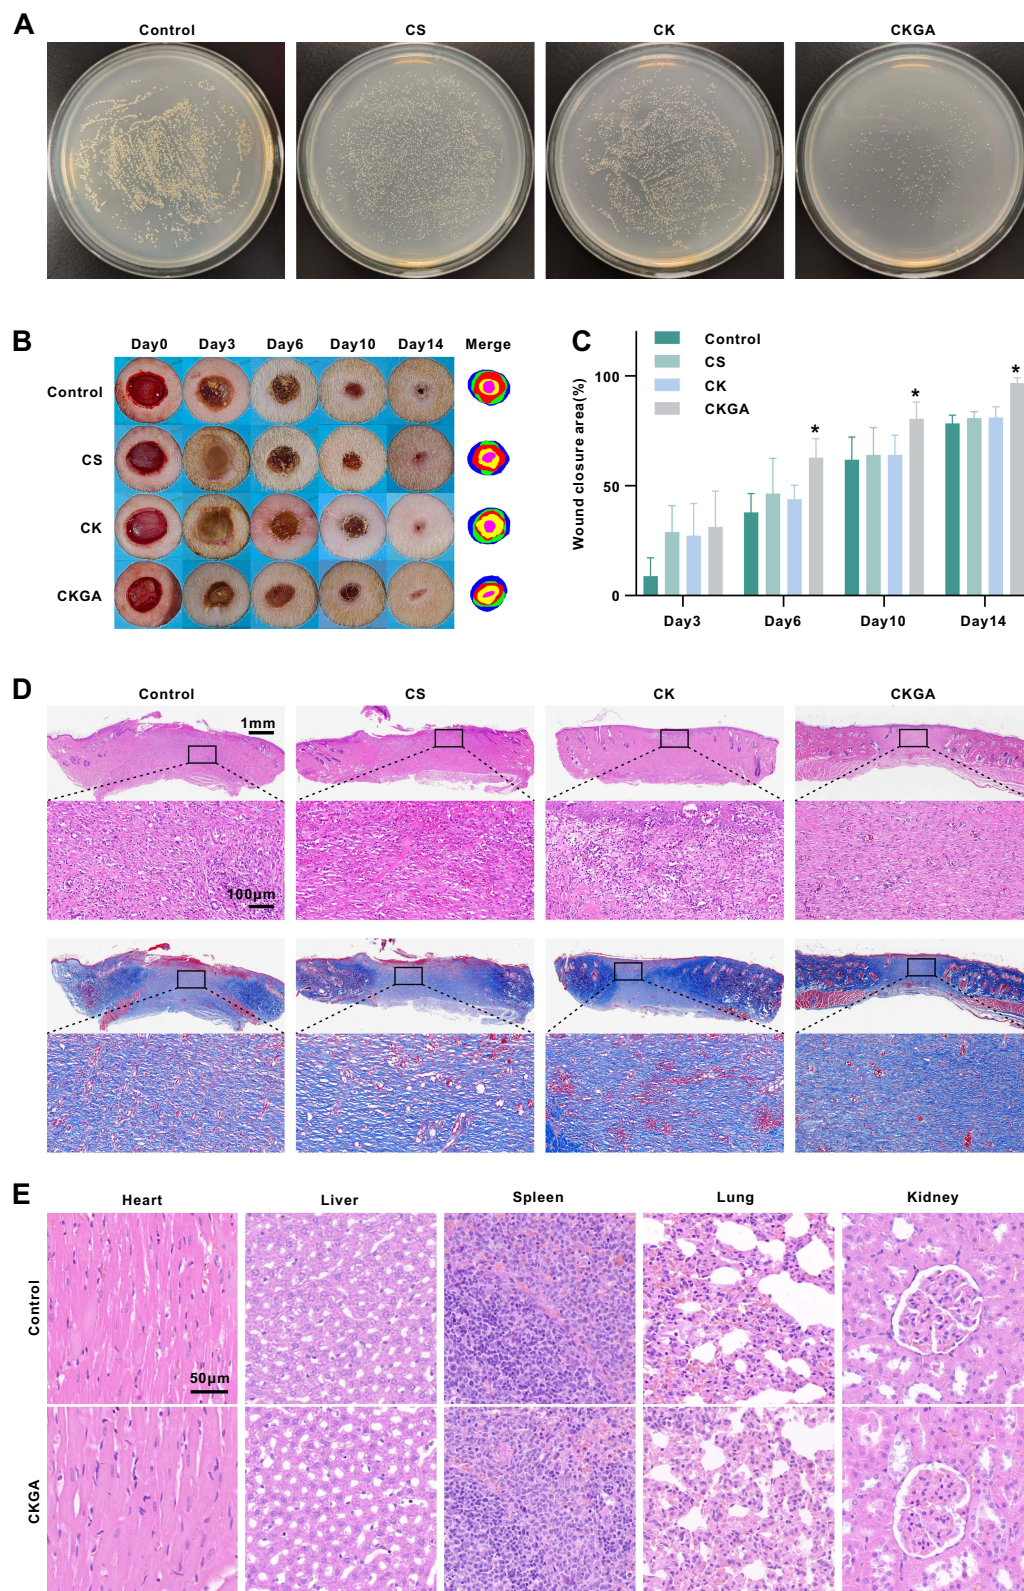 A
Control CS CK CKGA
B
Day0 Day3 Day6 Day10 Day14 Merge
Control
CS
CK
CKGA
C
Wound closure area(%)
100
50
0
Control
CS
CK
CKGA
*
*
*
Day3 Day6 Day10 Day14
D
Control CS CK CKGA
1mm
100μm
E
Heart Liver Spleen Lung Kidney
Control
50μm
CKGA